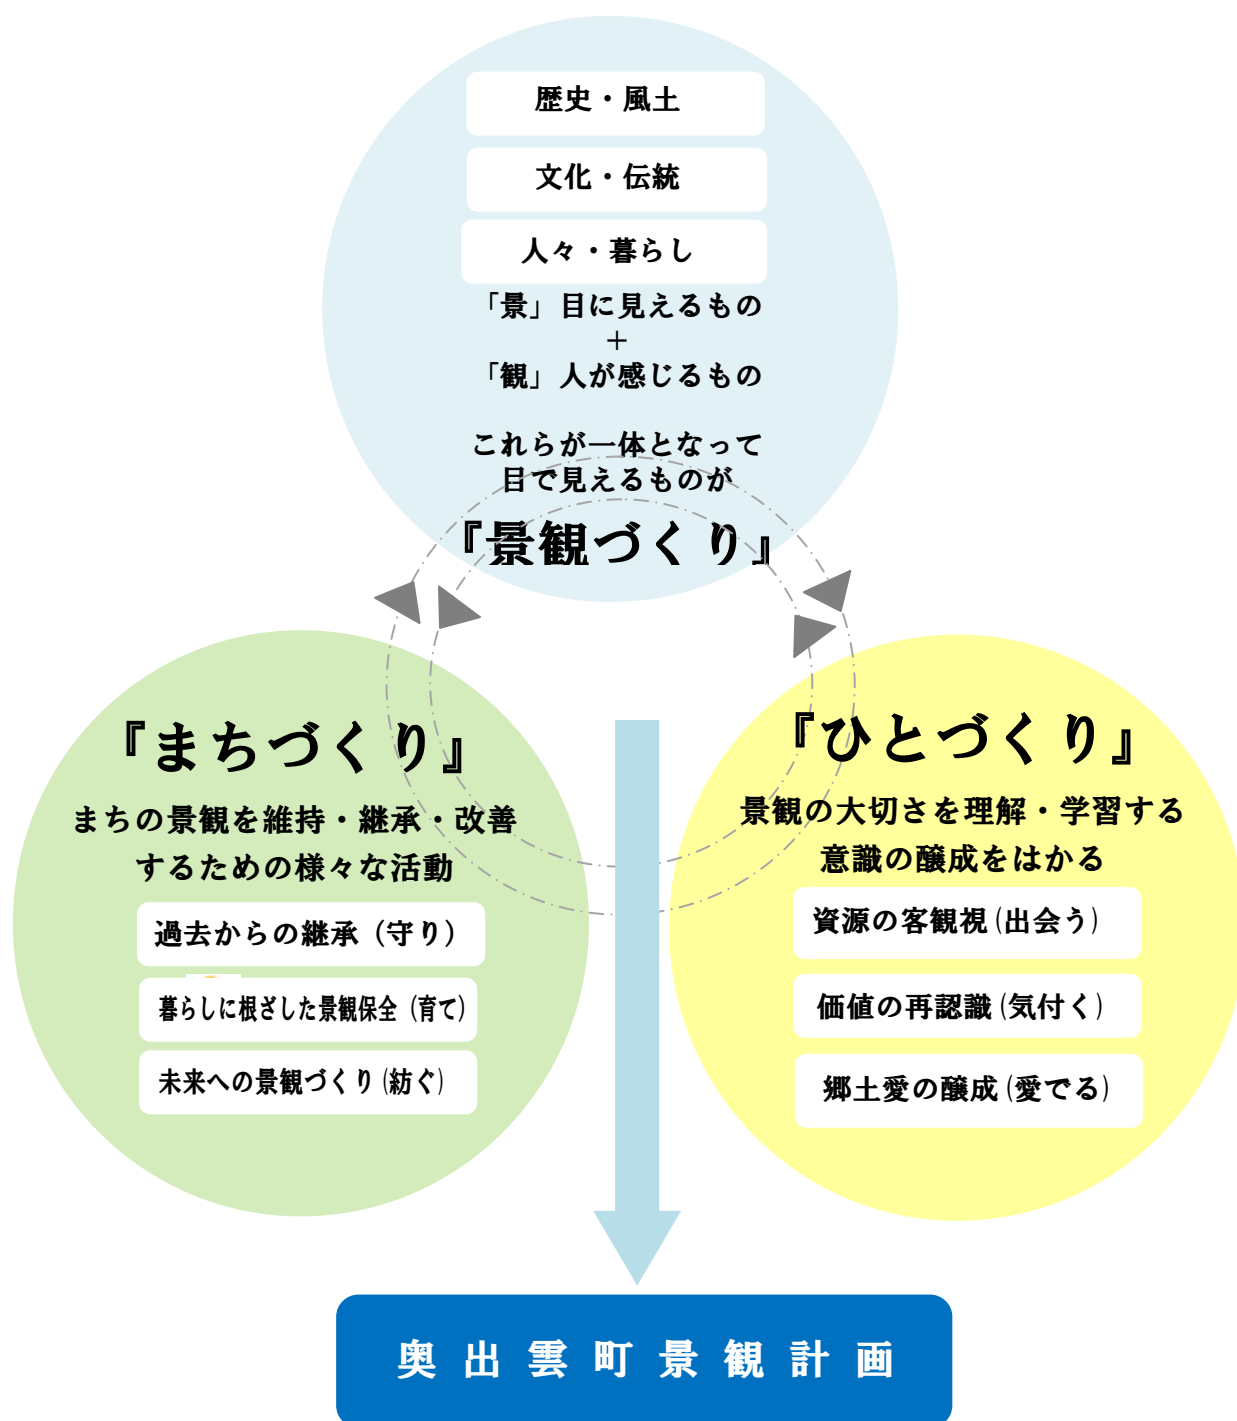 歴史・風土
文化・伝統
人々・暮らし
「景」目に見えるもの
＋
「観」人が感じるもの
これらが一体となって
目で見えるものが
『景観づくり』
『まちづくり』
まちの景観を維持・継承・改善
するための様々な活動
過去からの継承（守り）
暮らしに根ざした景観保全（育て）
未来への景観づくり（紡ぐ）
『ひとづくり』
景観の大切さを理解・学習する
意識の醸成をはかる
資源の客観視（出会う）
価値の再認識（気付く）
郷土愛の醸成（愛でる）
奥出雲町景観計画